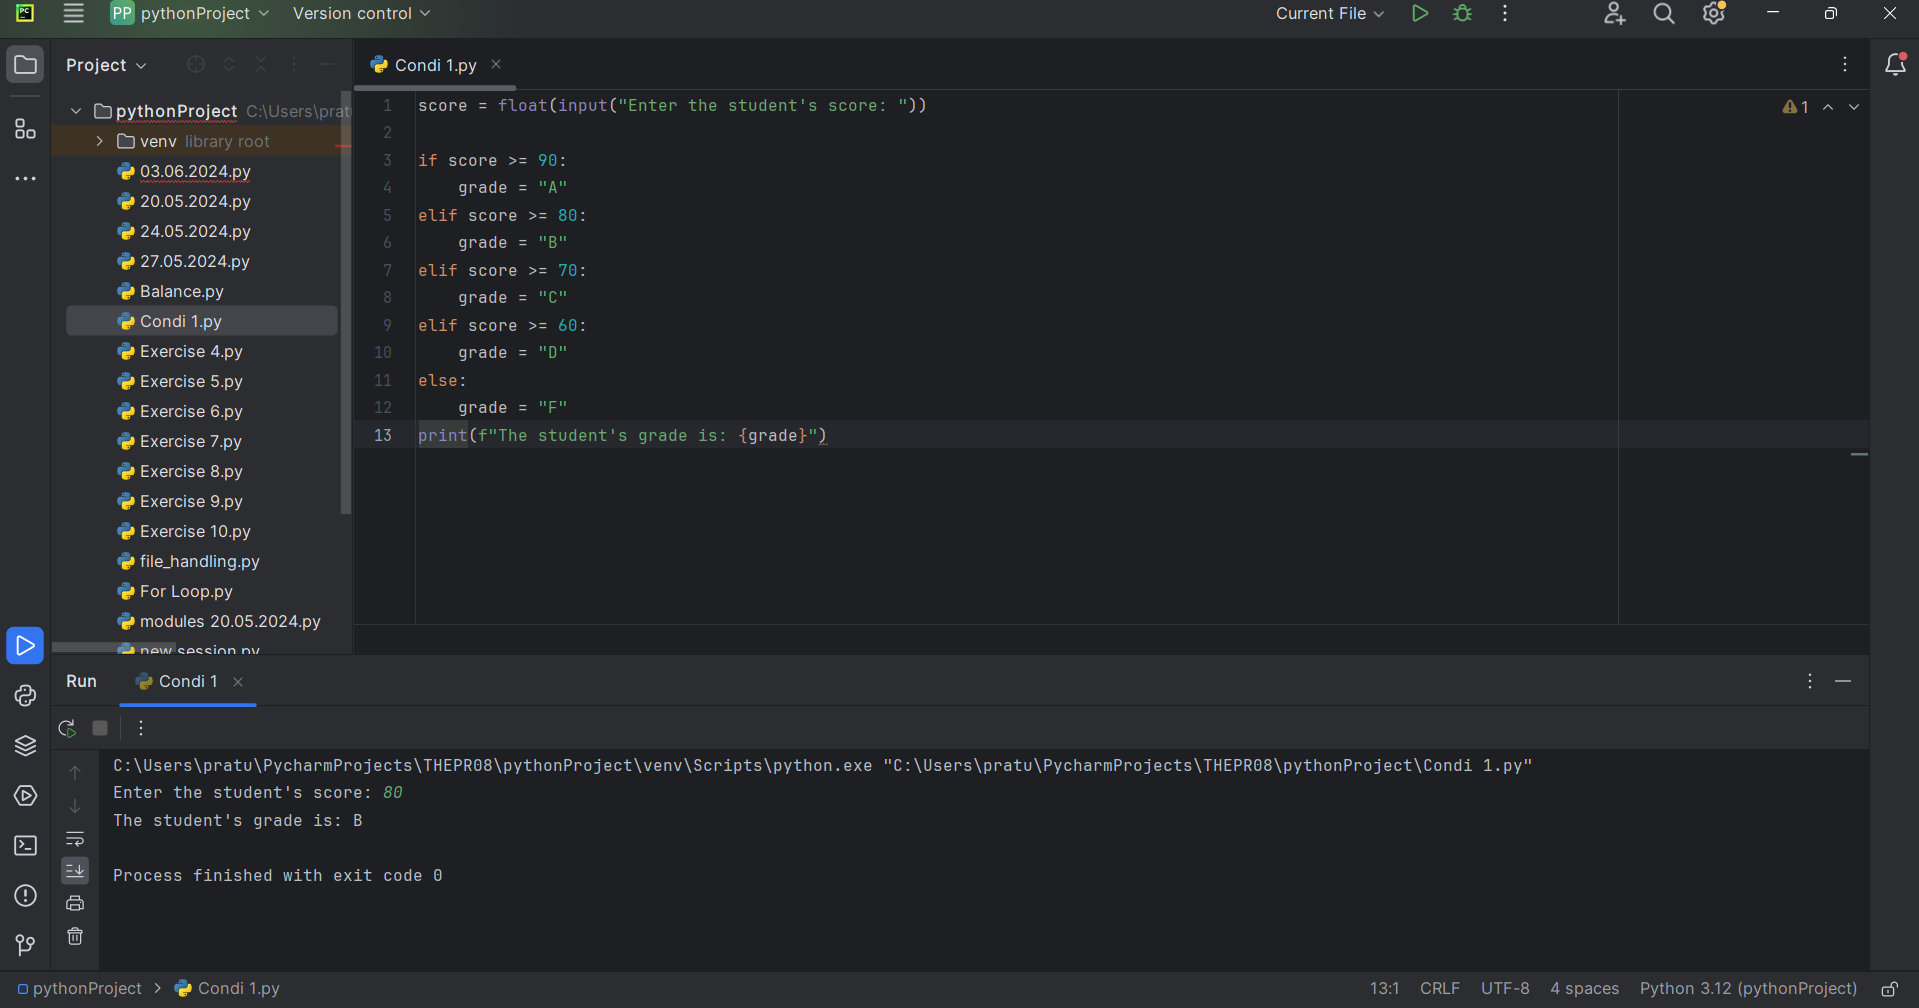 PC
PP pythonProject Version control Current File
Project
pythonProject C:\Users\prat
venv library root
03.06.2024.py
20.05.2024.py
24.05.2024.py
27.05.2024.py
Balance.py
Condi 1.py
Exercise 4.py
Exercise 5.py
Exercise 6.py
Exercise 7.py
Exercise 8.py
Exercise 9.py
Exercise 10.py
file_handling.py
For Loop.py
modules 20.05.2024.py
new session.py
Condi 1.py
1 score = float(input("Enter the student's score: "))
2
3 if score >= 90:
4     grade = "A"
5 elif score >= 80:
6     grade = "B"
7 elif score >= 70:
8     grade = "C"
9 elif score >= 60:
10     grade = "D"
11 else:
12     grade = "F"
13 print(f"The student's grade is: {grade}")
1
Run Condi 1
C:\Users\pratu\PycharmProjects\THEPR08\pythonProject\venv\Scripts\python.exe "C:\Users\pratu\PycharmProjects\THEPR08\pythonProject\Condi 1.py"
Enter the student's score: 80
The student's grade is: B
Process finished with exit code 0
pythonProject > Condi 1.py 13:1 CRLF UTF-8 4 spaces Python 3.12 (pythonProject)